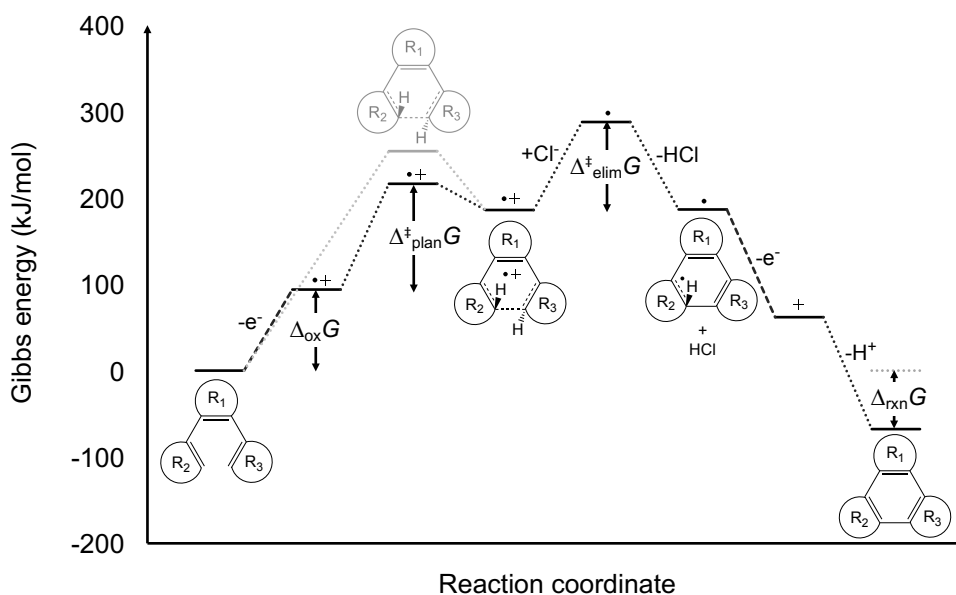 400
300
200
100
0
-100
-200
Gibbs energy (kJ/mol)
Reaction coordinate
R₁
R₂
R₃
-e⁻
•+
ΔoxG
R₁
H
R₂
R₃
H
•+
Δ‡planG
•+
R₁
•+
H
R₂
R₃
H
+Cl⁻
•
Δ‡elimG
-HCl
•
R₁
•
H
R₂
R₃
+
HCl
-e⁻
+
-H⁺
ΔrxnG
R₁
R₂
R₃